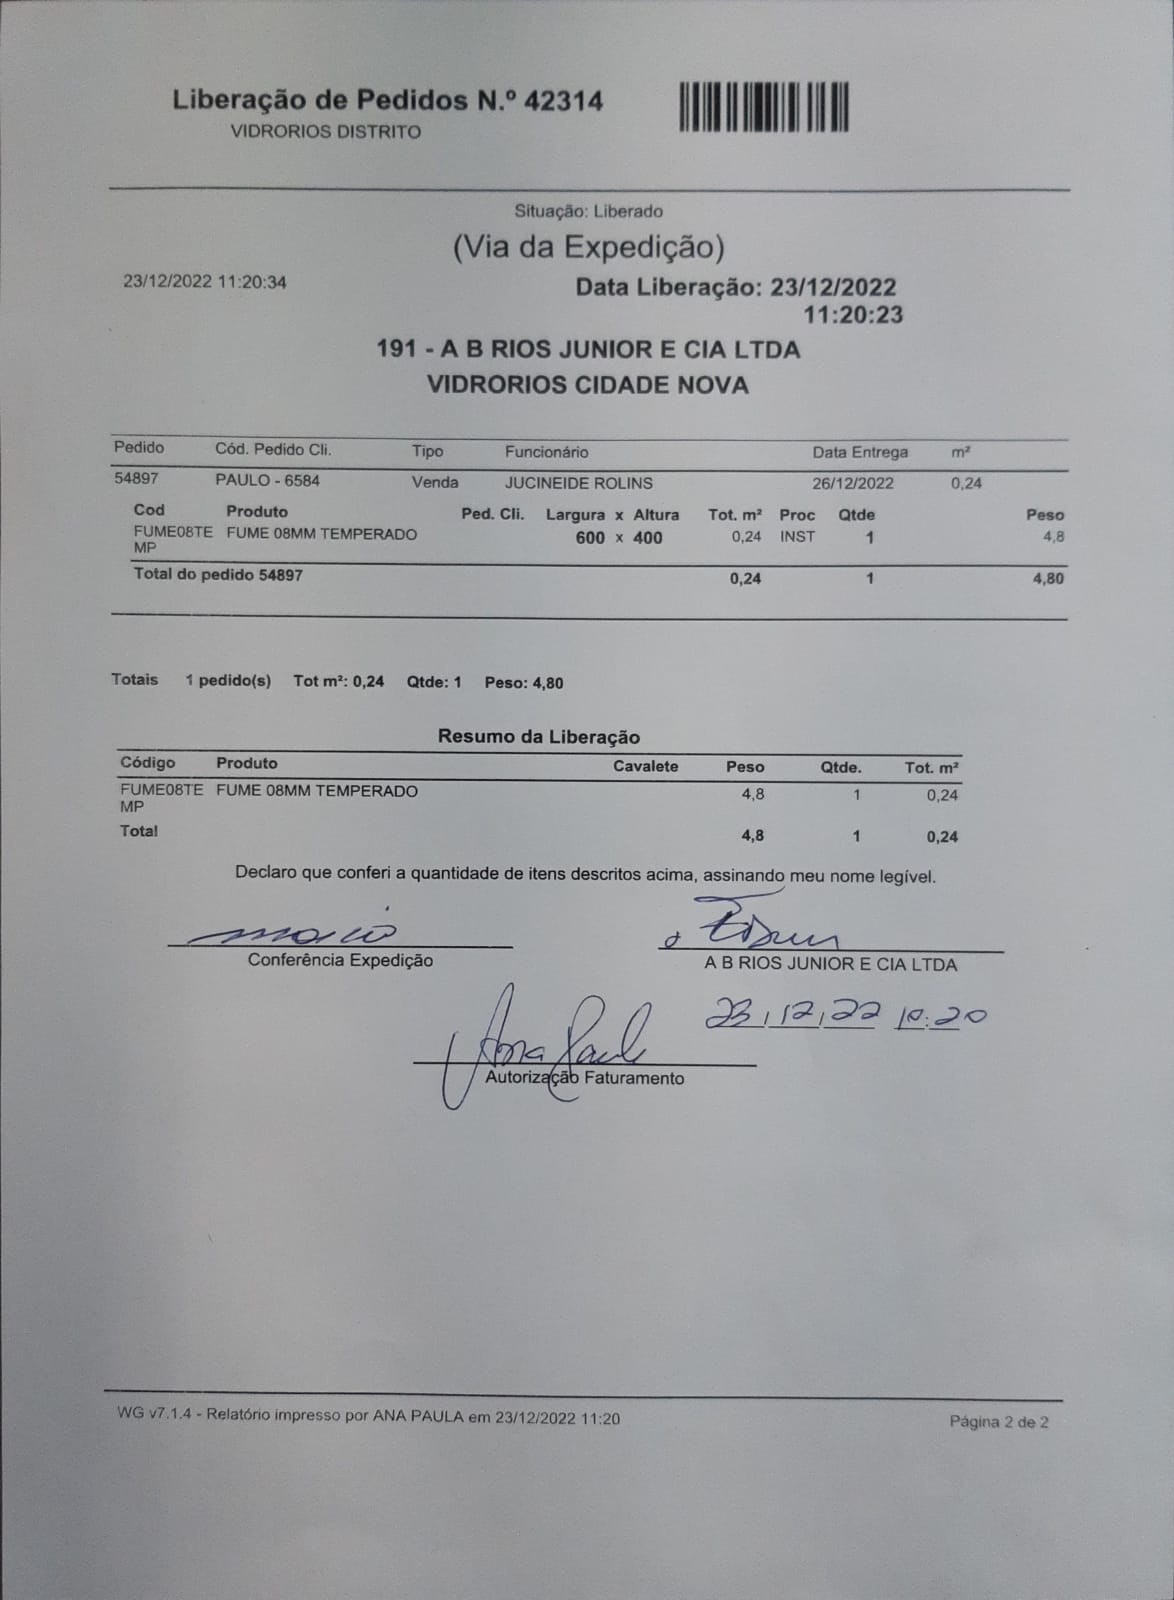 Liberação de Pedidos N.º 42314
VIDRORIOS DISTRITO
Situação: Liberado
(Via da Expedição)
23/12/2022 11:20:34
Data Liberação: 23/12/2022
11:20:23
191 - A B RIOS JUNIOR E CIA LTDA
VIDRORIOS CIDADE NOVA
Pedido Cód. Pedido Cli. Tipo Funcionário Data Entrega m²
54897 PAULO - 6584 Venda JUCINEIDE ROLINS 26/12/2022 0,24
Cod Produto Ped. Cli. Largura x Altura Tot. m² Proc Qtde Peso
FUME08TE FUME 08MM TEMPERADO 600 x 400 0,24 INST 1 4,8
MP
Total do pedido 54897 0,24 1 4,80
Totais 1 pedido(s) Tot m²: 0,24 Qtde: 1 Peso: 4,80
Resumo da Liberação
Código Produto Cavalete Peso Qtde. Tot. m²
FUME08TE FUME 08MM TEMPERADO 4,8 1 0,24
MP
Total 4,8 1 0,24
Declaro que conferi a quantidade de itens descritos acima, assinando meu nome legível.
Conferência Expedição
A B RIOS JUNIOR E CIA LTDA
23/12/22
Ana Paula
Autorização Faturamento
WG v7.1.4 - Relatório impresso por ANA PAULA em 23/12/2022 11:20
Página 2 de 2